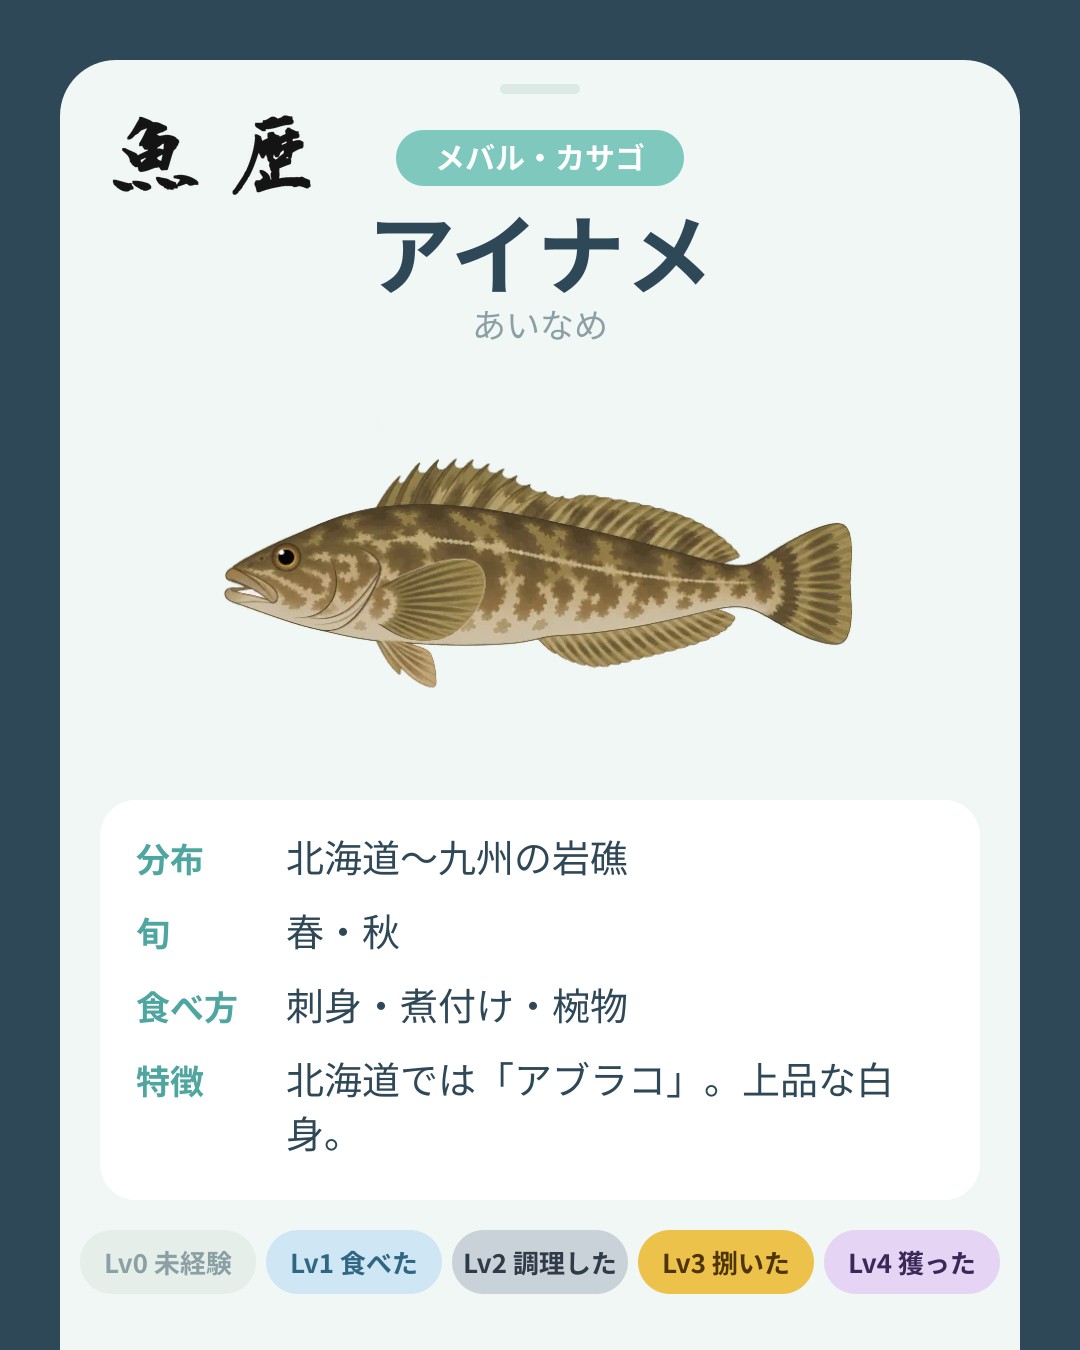 魚歴
メバル・カサゴ
アイナメ
あいなめ
分布 北海道〜九州の岩礁
旬 春・秋
食べ方 刺身・煮付け・椀物
特徴 北海道では「アブラコ」。上品な白
身。
Lv0 未経験 Lv1 食べた Lv2 調理した Lv3 捌いた Lv4 獲った